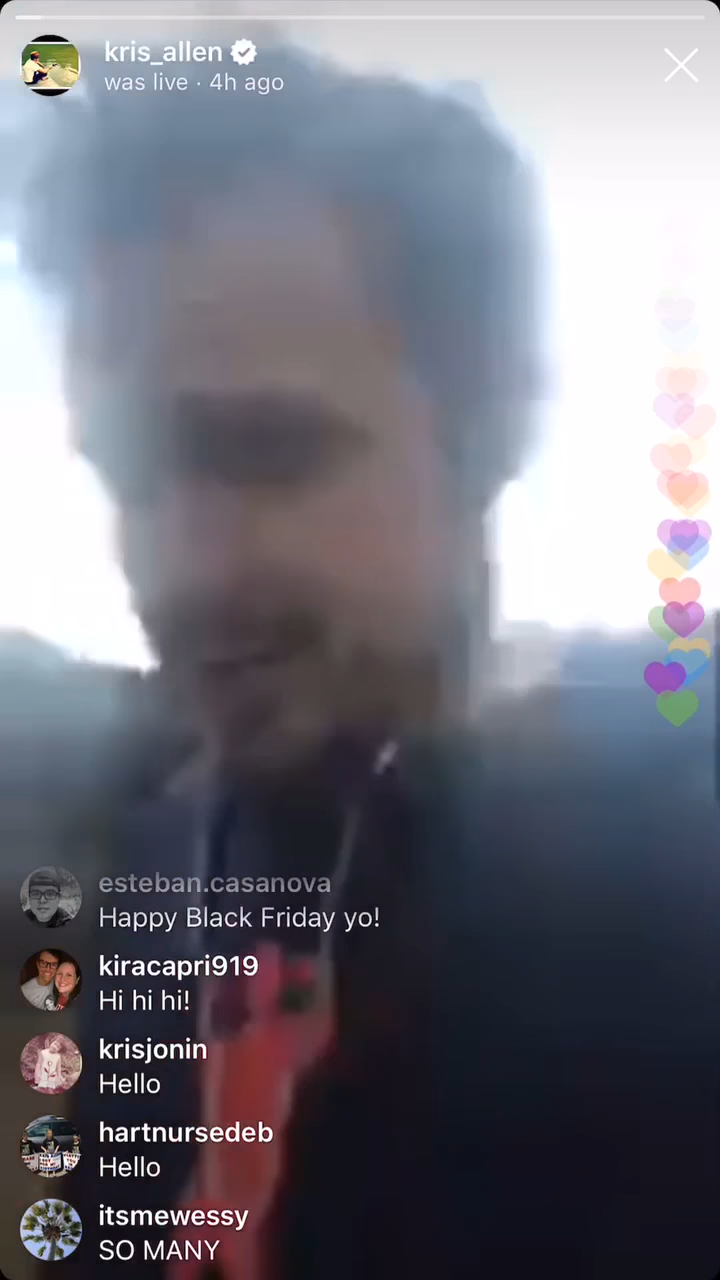 kris_allen
was live · 4h ago
esteban.casanova
Happy Black Friday yo!
kiracapri919
Hi hi hi!
krisjonin
Hello
hartnursedeb
Hello
itsmewessy
SO MANY